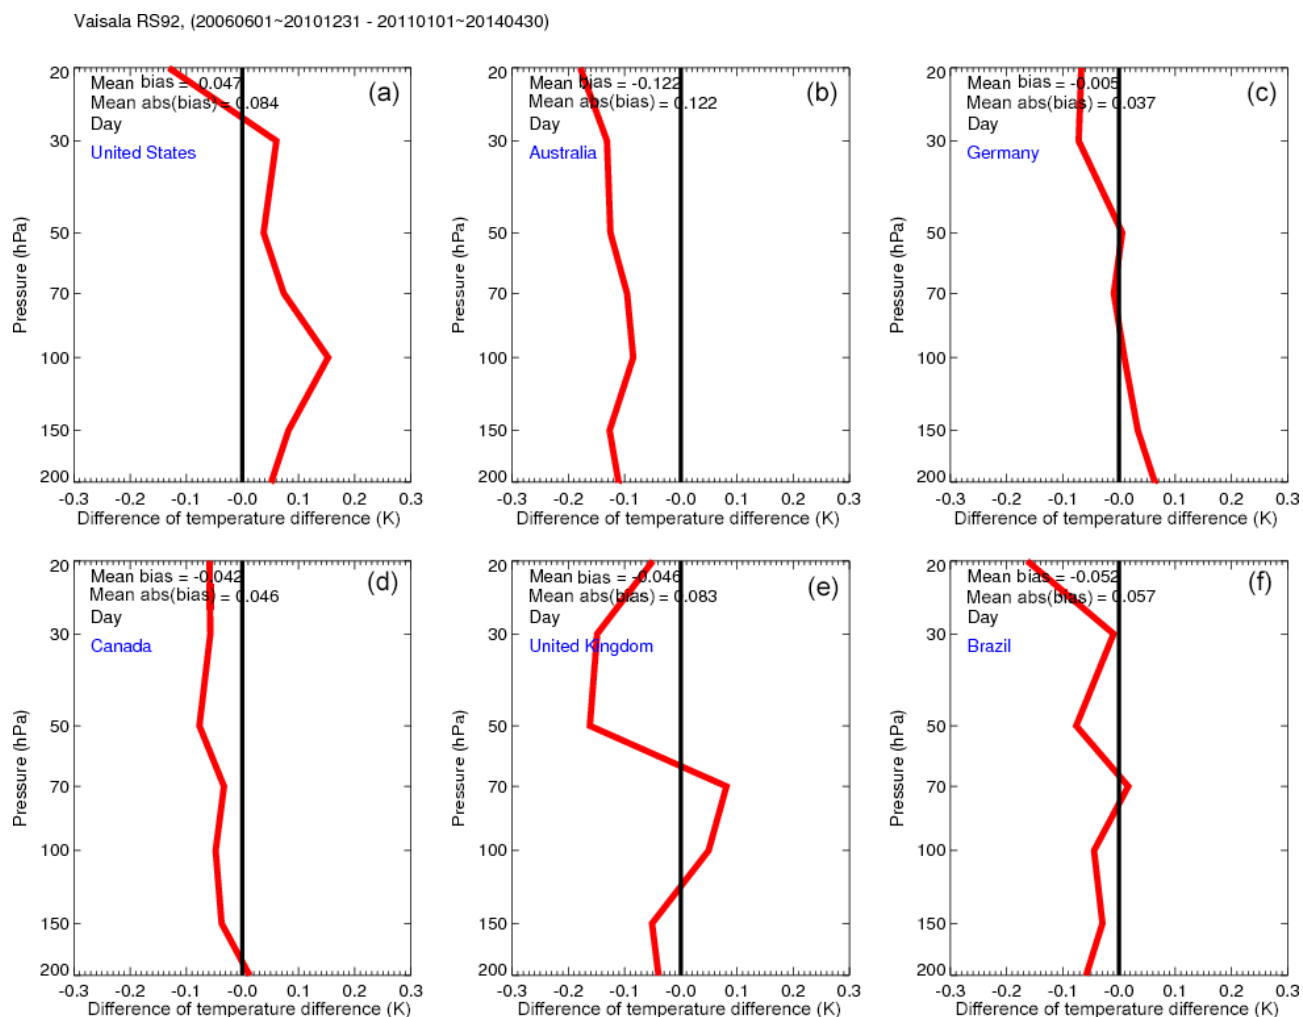 Vaisala RS92, (20060601~20101231 - 20110101~20140430)
Mean bias = 0.047
Mean abs(bias) = 0.084
Day
United States
(a)
20
30
50
70
100
150
200
Pressure (hPa)
-0.3 -0.2 -0.1 -0.0 0.1 0.2 0.3
Difference of temperature difference (K)
Mean bias = -0.122
Mean abs(bias) = 0.122
Day
Australia
(b)
20
30
50
70
100
150
200
Pressure (hPa)
-0.3 -0.2 -0.1 -0.0 0.1 0.2 0.3
Difference of temperature difference (K)
Mean bias = -0.005
Mean abs(bias) = 0.037
Day
Germany
(c)
20
30
50
70
100
150
200
Pressure (hPa)
-0.3 -0.2 -0.1 -0.0 0.1 0.2 0.3
Difference of temperature difference (K)
Mean bias = -0.042
Mean abs(bias) = 0.046
Day
Canada
(d)
20
30
50
70
100
150
200
Pressure (hPa)
-0.3 -0.2 -0.1 -0.0 0.1 0.2 0.3
Difference of temperature difference (K)
Mean bias = -0.046
Mean abs(bias) = 0.083
Day
United Kingdom
(e)
20
30
50
70
100
150
200
Pressure (hPa)
-0.3 -0.2 -0.1 -0.0 0.1 0.2 0.3
Difference of temperature difference (K)
Mean bias = -0.052
Mean abs(bias) = 0.057
Day
Brazil
(f)
20
30
50
70
100
150
200
Pressure (hPa)
-0.3 -0.2 -0.1 -0.0 0.1 0.2 0.3
Difference of temperature difference (K)